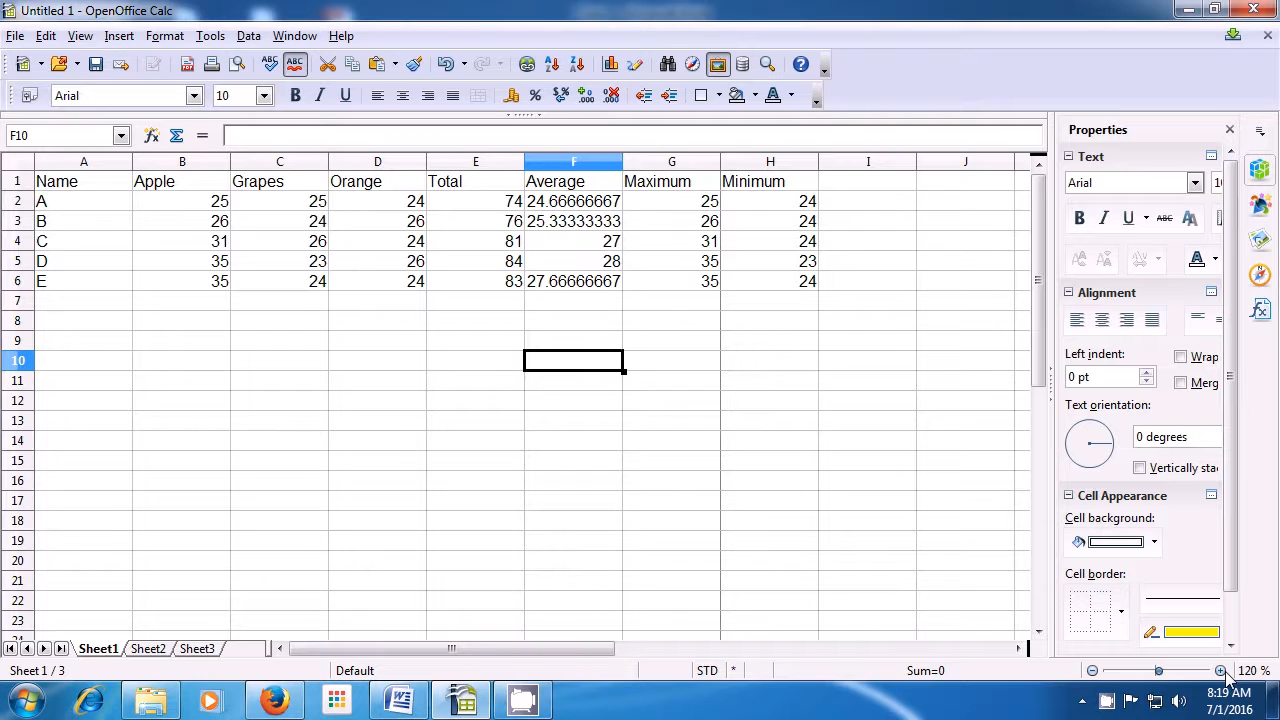 Untitled 1 - OpenOffice Calc
File Edit View Insert Format Tools Data Window Help
ABC ABC
Arial 10
F10
Properties
Text
Arial 10
ABC
A B C D E F G H I J
1 Name Apple Grapes Orange Total Average Maximum Minimum
2 A 25 25 24 74 24.66666667 25 24
3 B 26 24 26 76 25.33333333 26 24
4 C 31 26 24 81 27 31 24
5 D 35 23 26 84 28 35 23
6 E 35 24 24 83 27.66666667 35 24
7
8
9
10
11
12
13
14
15
16
17
18
19
20
21
22
23
Alignment
Left indent: Wrap
0 pt Merg
Text orientation:
0 degrees
Vertically sta
Cell Appearance
Cell background:
Cell border:
Sheet1 Sheet2 Sheet3
Sheet 1 / 3 Default STD * Sum=0 120 %
8:19 AM
7/1/2016